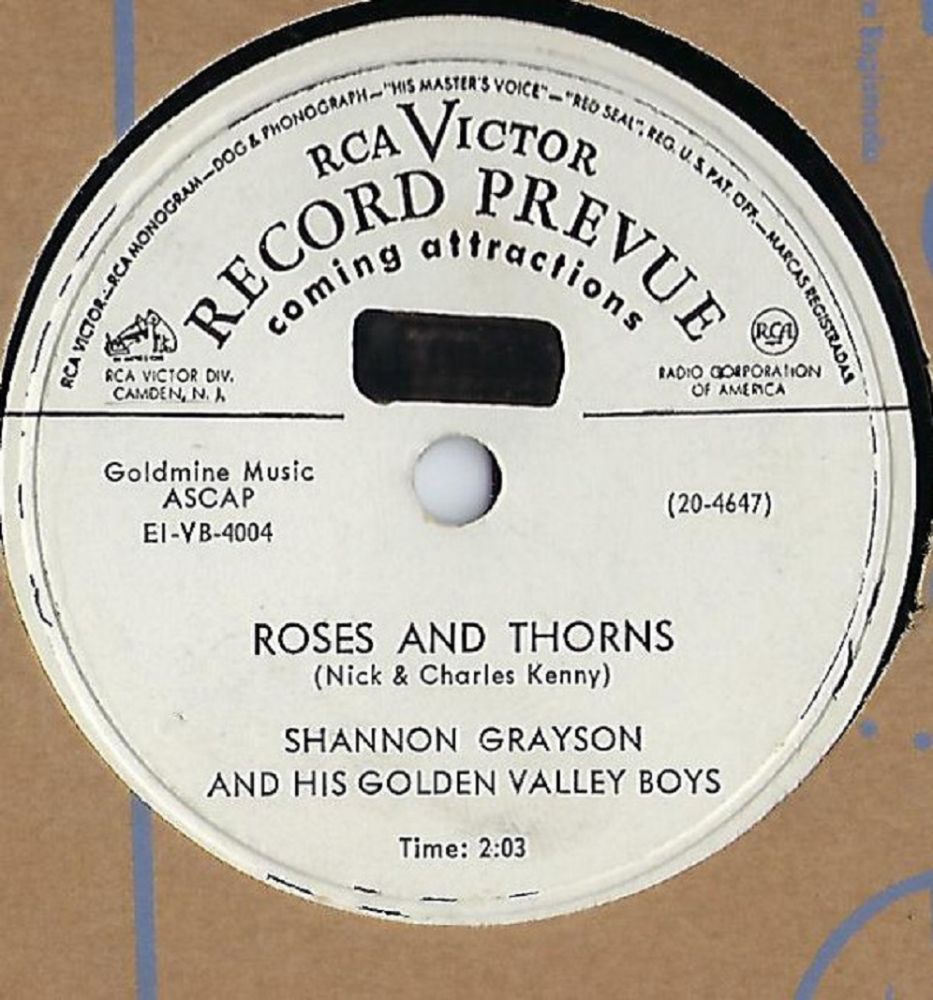 RCA VICTOR—RCA MONOGRAM—DOG & PHONOGRAPH—"HIS MASTER'S VOICE"—"RED SEAL", REG. U. S. PAT. OFF.—MARCAS REGISTRADAS
RCA VICTOR
RECORD PREVUE
coming attractions
RCA
RCA VICTOR DIV.
CAMDEN, N. J.
RADIO CORPORATION
OF AMERICA
Goldmine Music
ASCAP
E1-VB-4004
(20-4647)
ROSES AND THORNS
(Nick & Charles Kenny)
SHANNON GRAYSON
AND HIS GOLDEN VALLEY BOYS
Time: 2:03